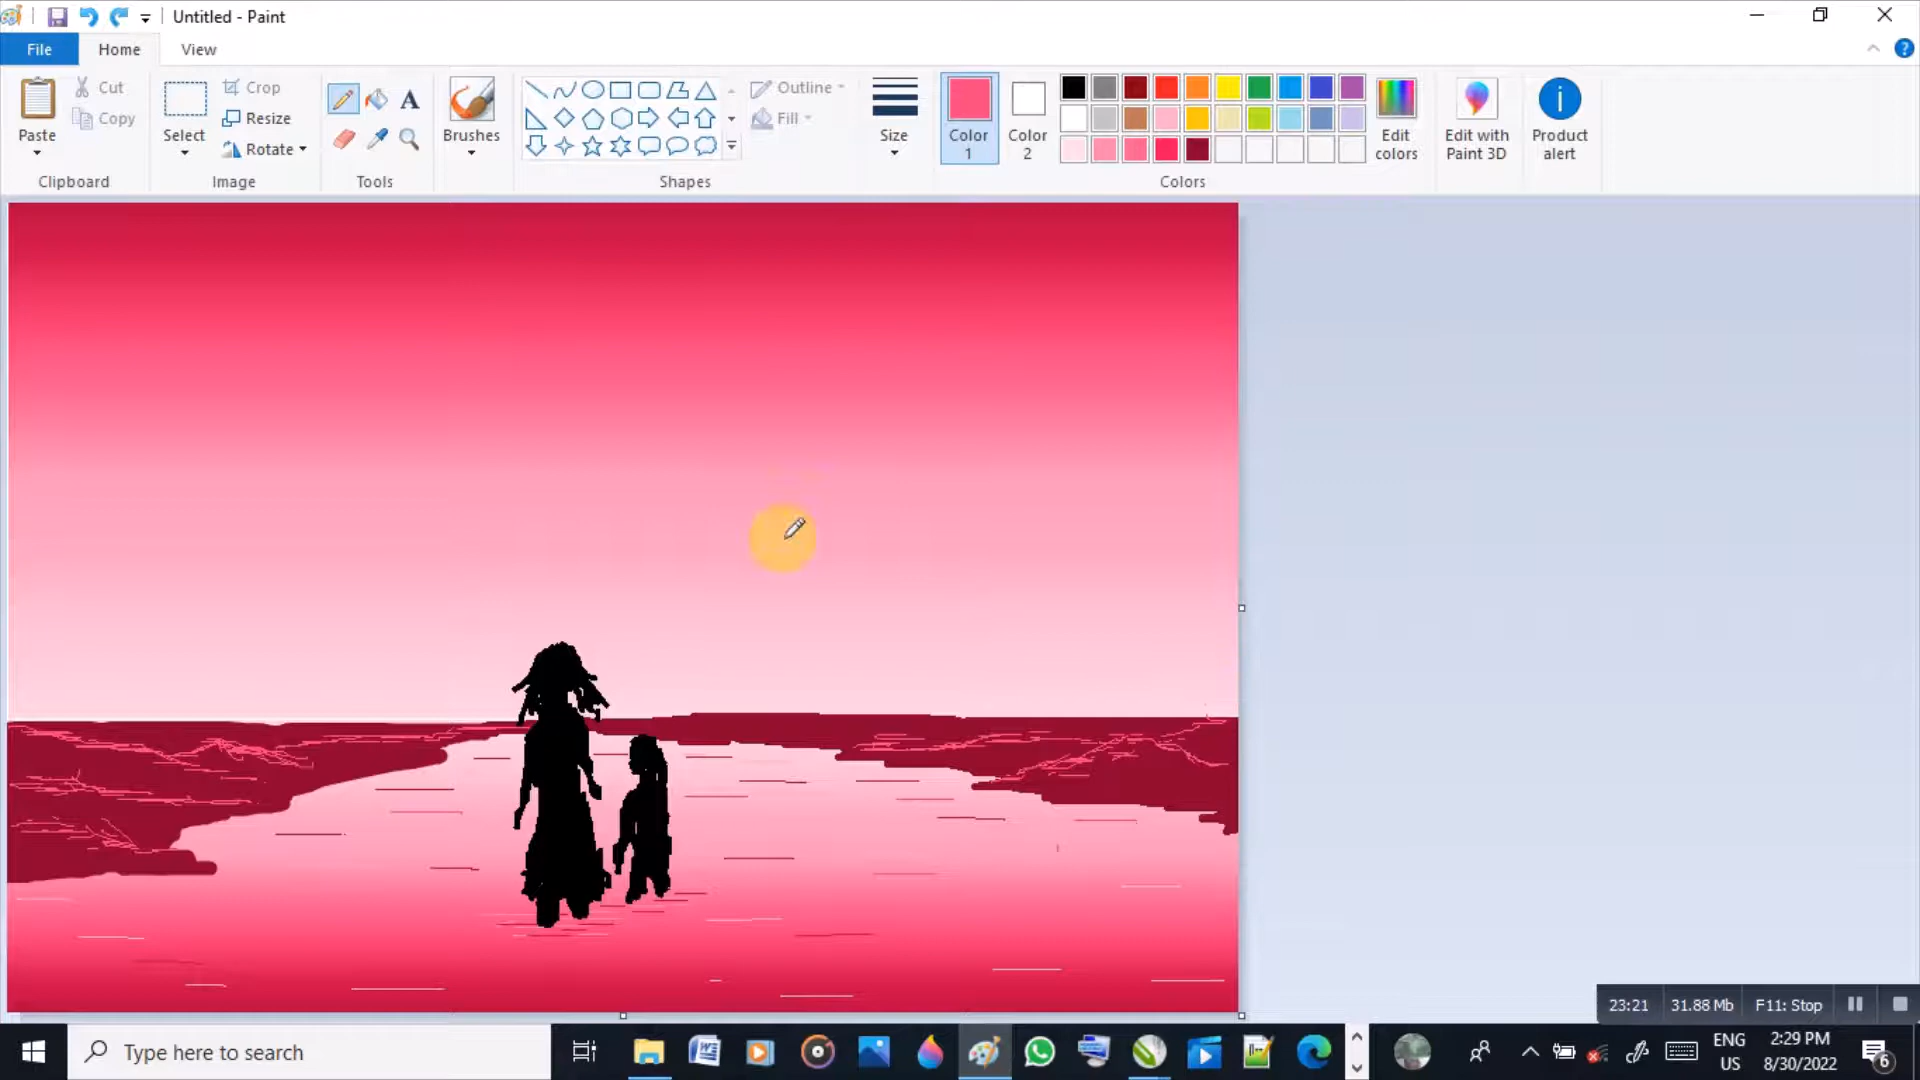 Untitled - Paint
File Home View
Paste
Cut
Copy
Clipboard
Select
Crop
Resize
Rotate
Image
A
Tools
Brushes
Shapes
Outline
Fill
Size
Color 1
Color 2
Edit colors
Colors
Edit with Paint 3D
Product alert
23:21 31.88 Mb F11: Stop
Type here to search
ENG US
2:29 PM
8/30/2022
6